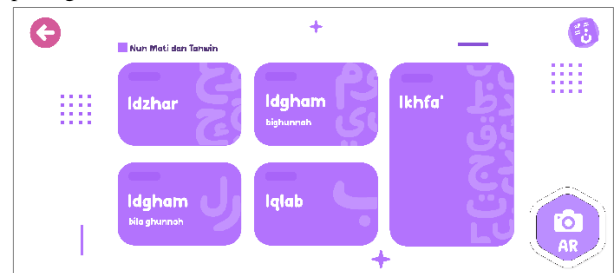 Nun Mati dan Tanwin
Idzhar
Idgham
bighunnah
Ikhfa'
Idgham
bila ghunnah
Iqlab
AR